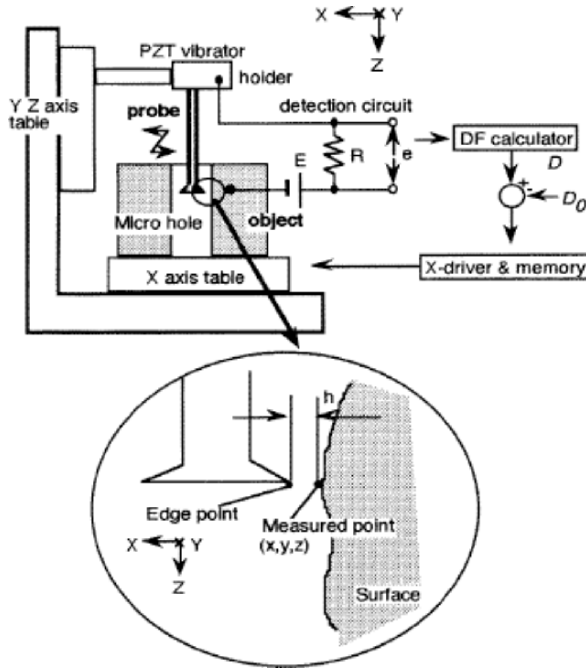 X Y
Z
PZT vibrator
holder
Y Z axis
table
probe
detection circuit
E
R
e
DF calculator
D
+
-
D0
Micro hole
object
X axis table
X-driver & memory
h
Edge point
Measured point
(x,y,z)
X Y
Z
Surface